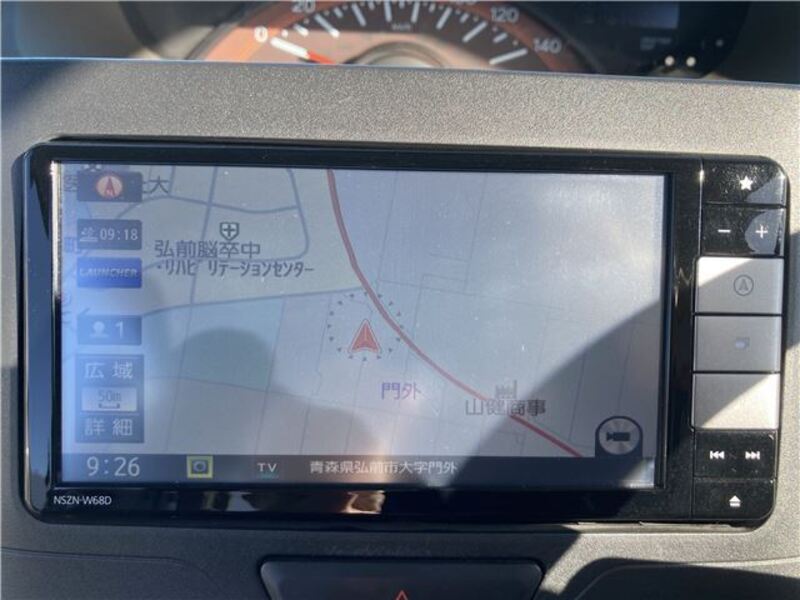 0 20 120 140
大
N
09:18
弘前脳卒中
・リハビリテーションセンター
LAUNCHER
1
広域
50m
詳細
門外
山健商事
9:26
TV
青森県弘前市大字門外
NSZN-W68D